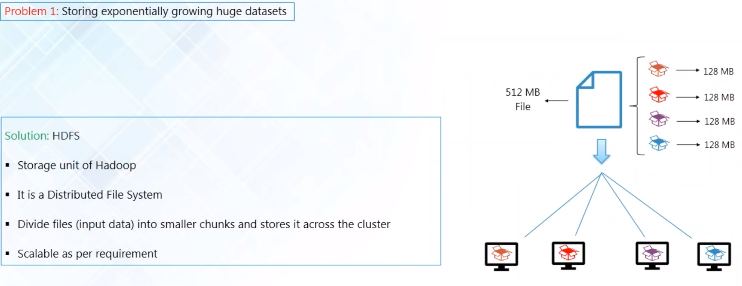 Problem 1: Storing exponentially growing huge datasets
Solution: HDFS
▪ Storage unit of Hadoop
▪ It is a Distributed File System
▪ Divide files (input data) into smaller chunks and stores it across the cluster
▪ Scalable as per requirement
512 MB
File
128 MB
128 MB
128 MB
128 MB